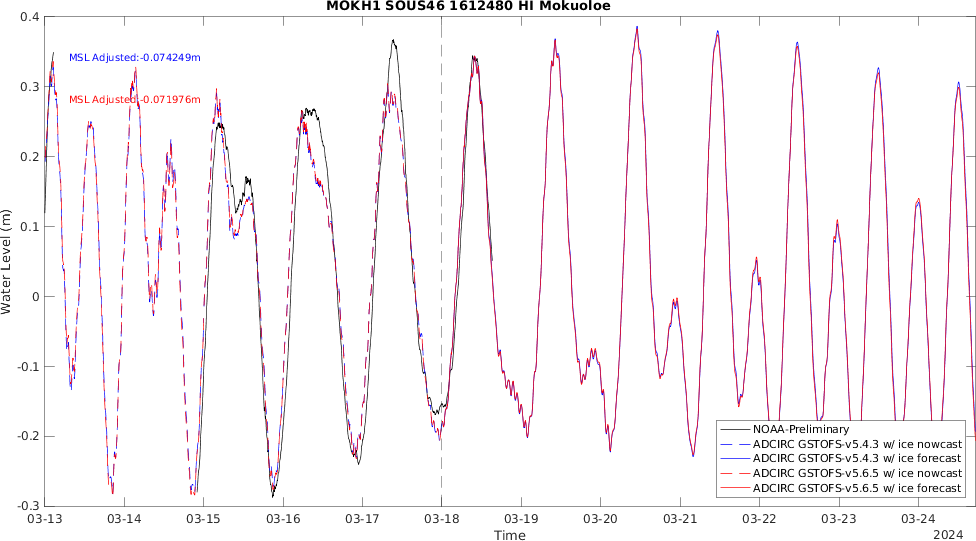 MOKH1 SOUS46 1612480 HI Mokuoloe
Water Level (m)
0.4
0.3
0.2
0.1
0
-0.1
-0.2
-0.3
MSL Adjusted:-0.074249m
MSL Adjusted:-0.071976m
NOAA-Preliminary
ADCIRC GSTOFS-v5.4.3 w/ ice nowcast
ADCIRC GSTOFS-v5.4.3 w/ ice forecast
ADCIRC GSTOFS-v5.6.5 w/ ice nowcast
ADCIRC GSTOFS-v5.6.5 w/ ice forecast
03-13 03-14 03-15 03-16 03-17 03-18 03-19 03-20 03-21 03-22 03-23 03-24
Time
2024